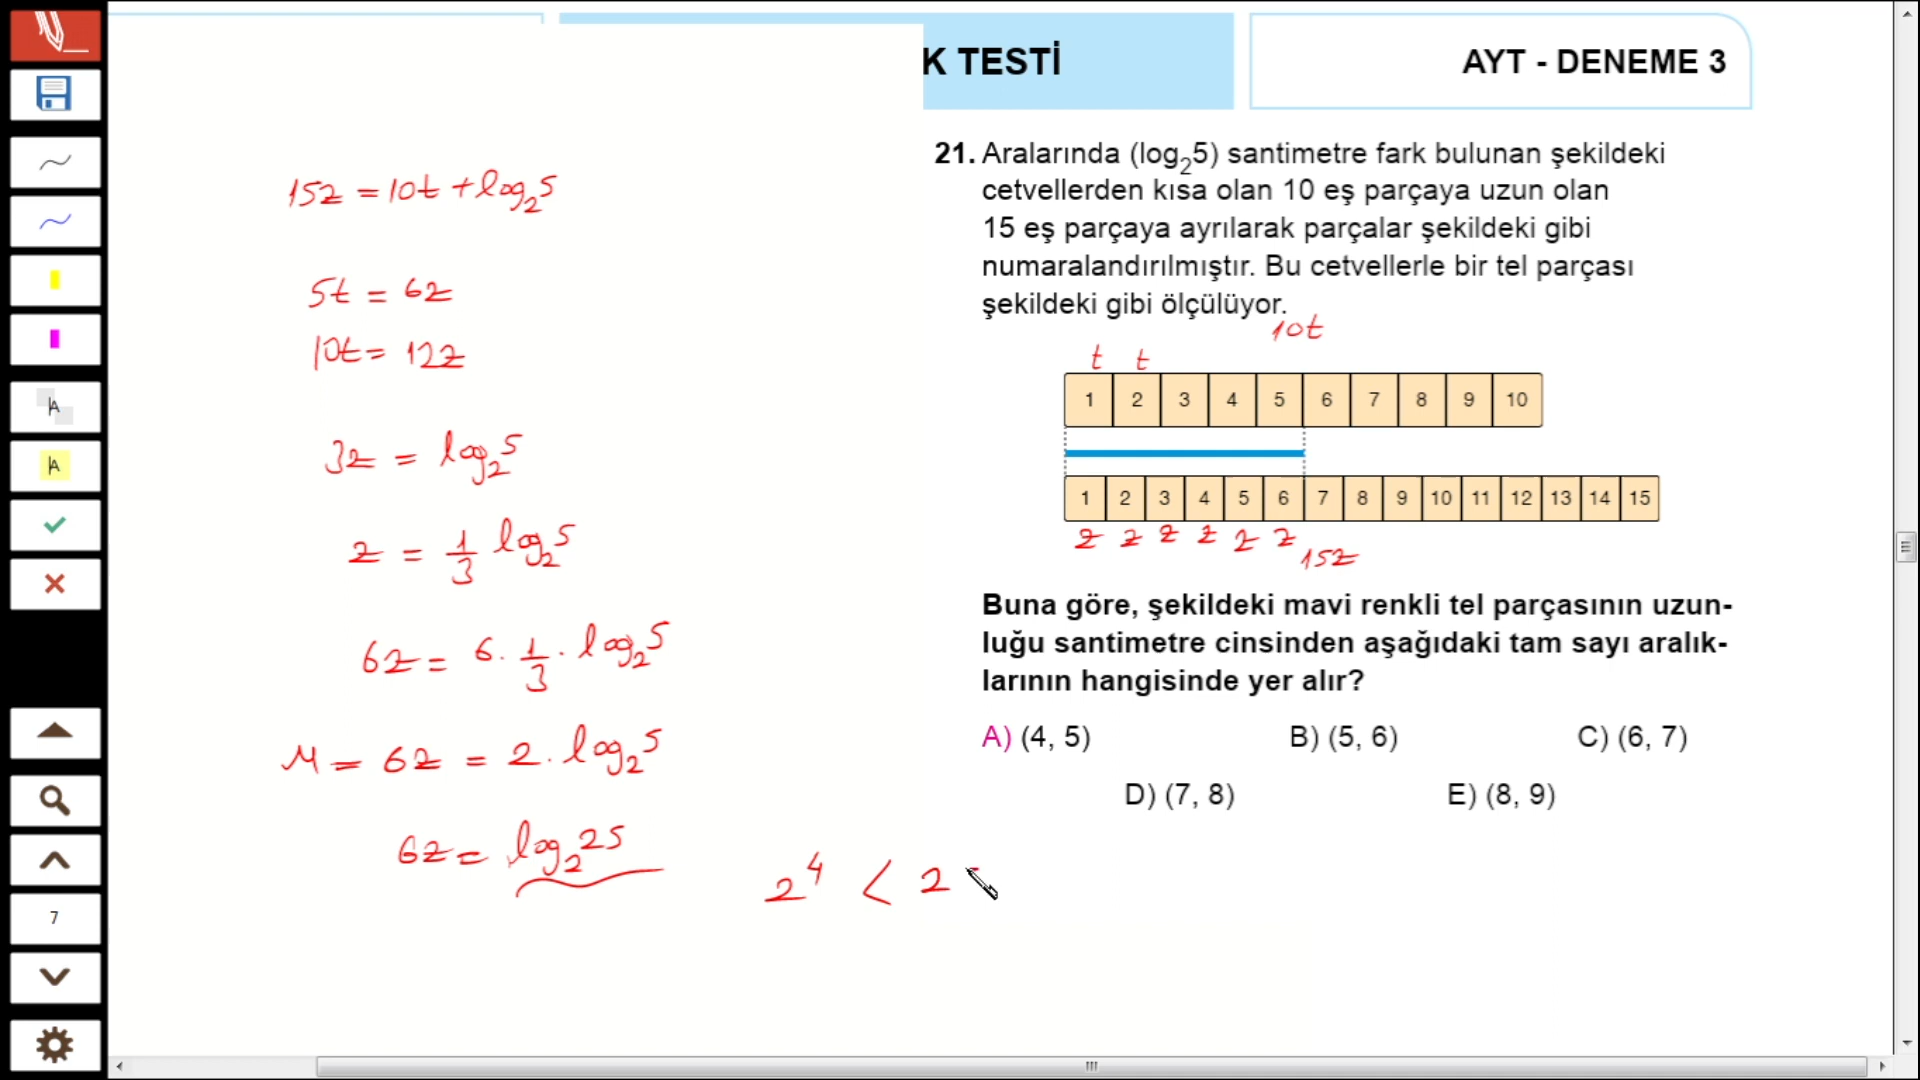 K TESTİ
AYT - DENEME 3
15z = 10t + log₂5
5t = 6z
10t = 12z
3z = log₂5
z = 1/3 log₂5
6z = 6 · 1/3 · log₂5
M = 6z = 2 · log₂5
6z = log₂25
2⁴ < 2
21. Aralarında (log₂5) santimetre fark bulunan şekildeki
cetvellerden kısa olan 10 eş parçaya uzun olan
15 eş parçaya ayrılarak parçalar şekildeki gibi
numaralandırılmıştır. Bu cetvellerle bir tel parçası
şekildeki gibi ölçülüyor.
10t
t t
1 2 3 4 5 6 7 8 9 10
1 2 3 4 5 6 7 8 9 10 11 12 13 14 15
z z z z z z
15z
Buna göre, şekildeki mavi renkli tel parçasının uzun-
luğu santimetre cinsinden aşağıdaki tam sayı aralık-
larının hangisinde yer alır?
A) (4, 5) B) (5, 6) C) (6, 7)
D) (7, 8) E) (8, 9)
A
A
7